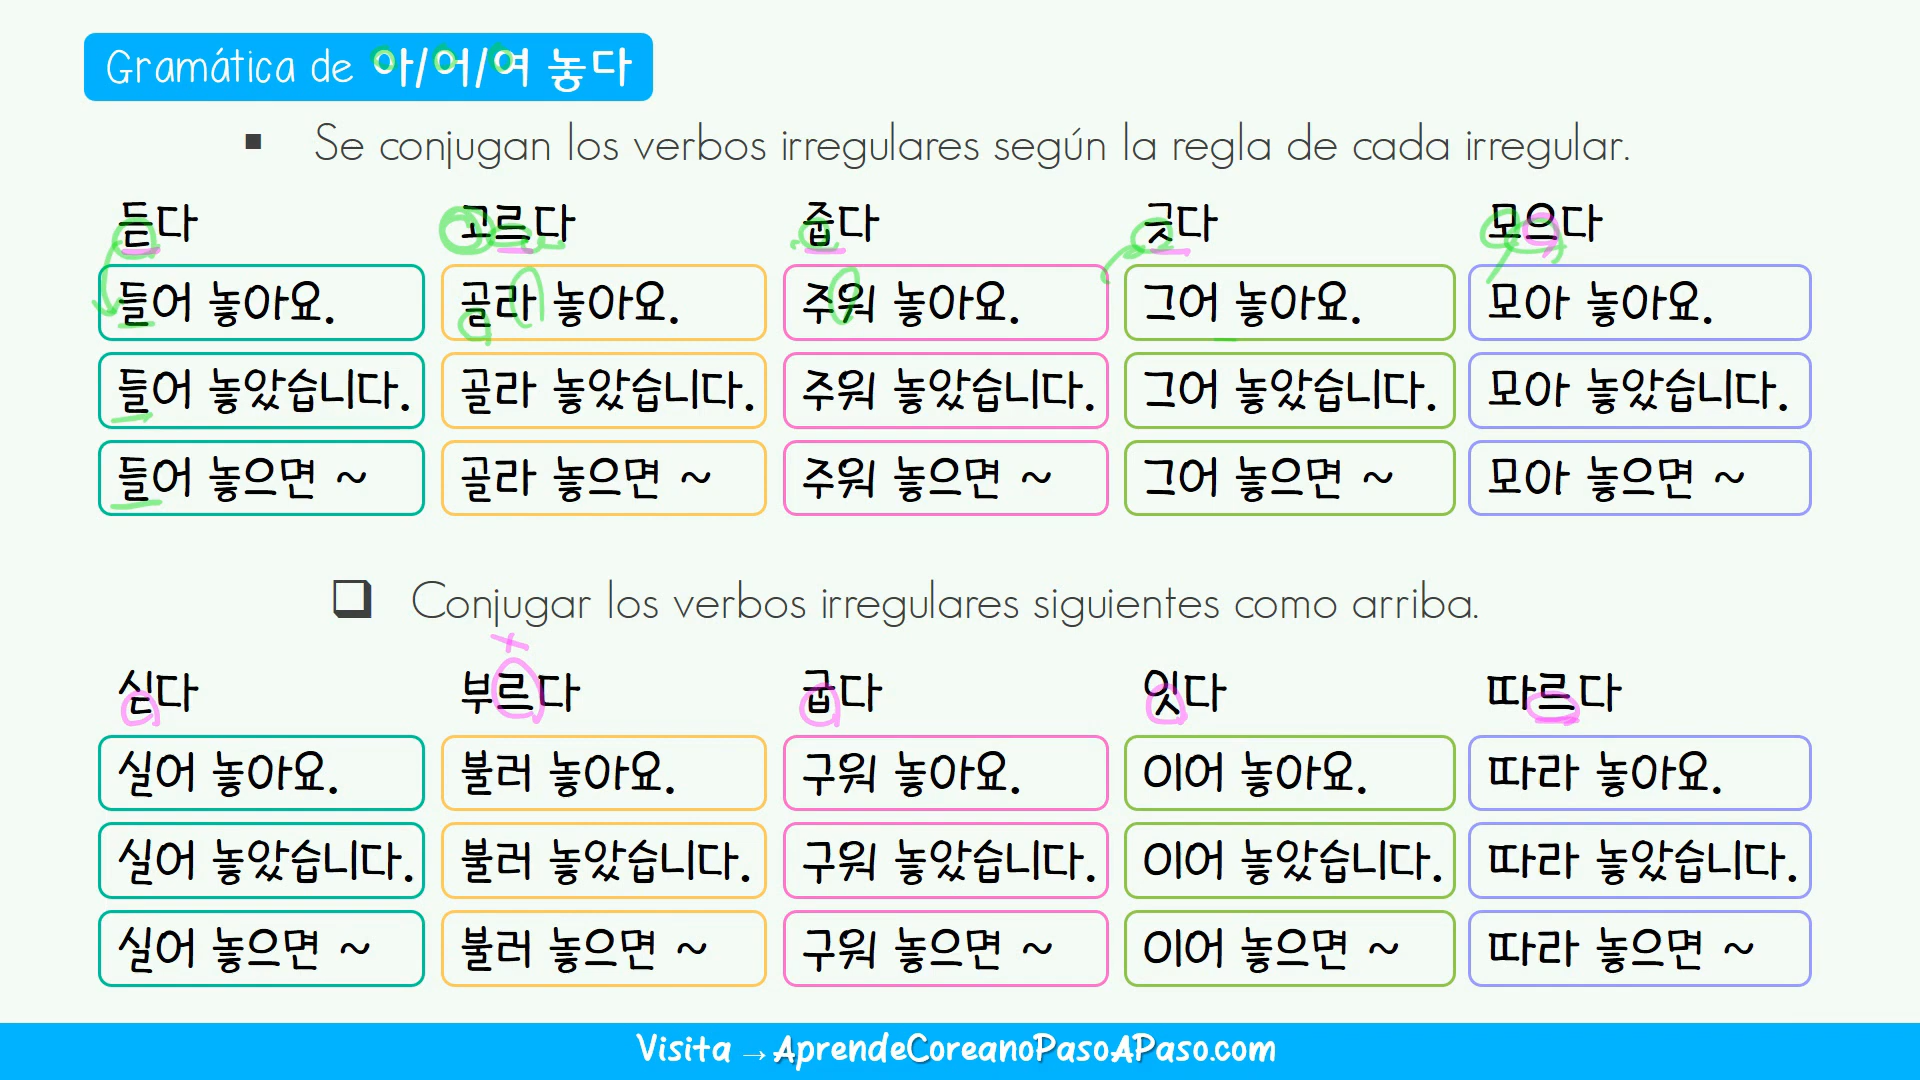 Gramática de 아/어/여 놓다
▪ Se conjugan los verbos irregulares según la regla de cada irregular.
듣다 고르다 줍다 긋다 모으다
들어 놓아요. 골라 놓아요. 주워 놓아요. 그어 놓아요. 모아 놓아요.
들어 놓았습니다. 골라 놓았습니다. 주워 놓았습니다. 그어 놓았습니다. 모아 놓았습니다.
들어 놓으면 ~ 골라 놓으면 ~ 주워 놓으면 ~ 그어 놓으면 ~ 모아 놓으면 ~
❑ Conjugar los verbos irregulares siguientes como arriba.
싣다 부르다 굽다 잇다 따르다
실어 놓아요. 불러 놓아요. 구워 놓아요. 이어 놓아요. 따라 놓아요.
실어 놓았습니다. 불러 놓았습니다. 구워 놓았습니다. 이어 놓았습니다. 따라 놓았습니다.
실어 놓으면 ~ 불러 놓으면 ~ 구워 놓으면 ~ 이어 놓으면 ~ 따라 놓으면 ~
Visita →AprendeCoreanoPasoAPaso.com